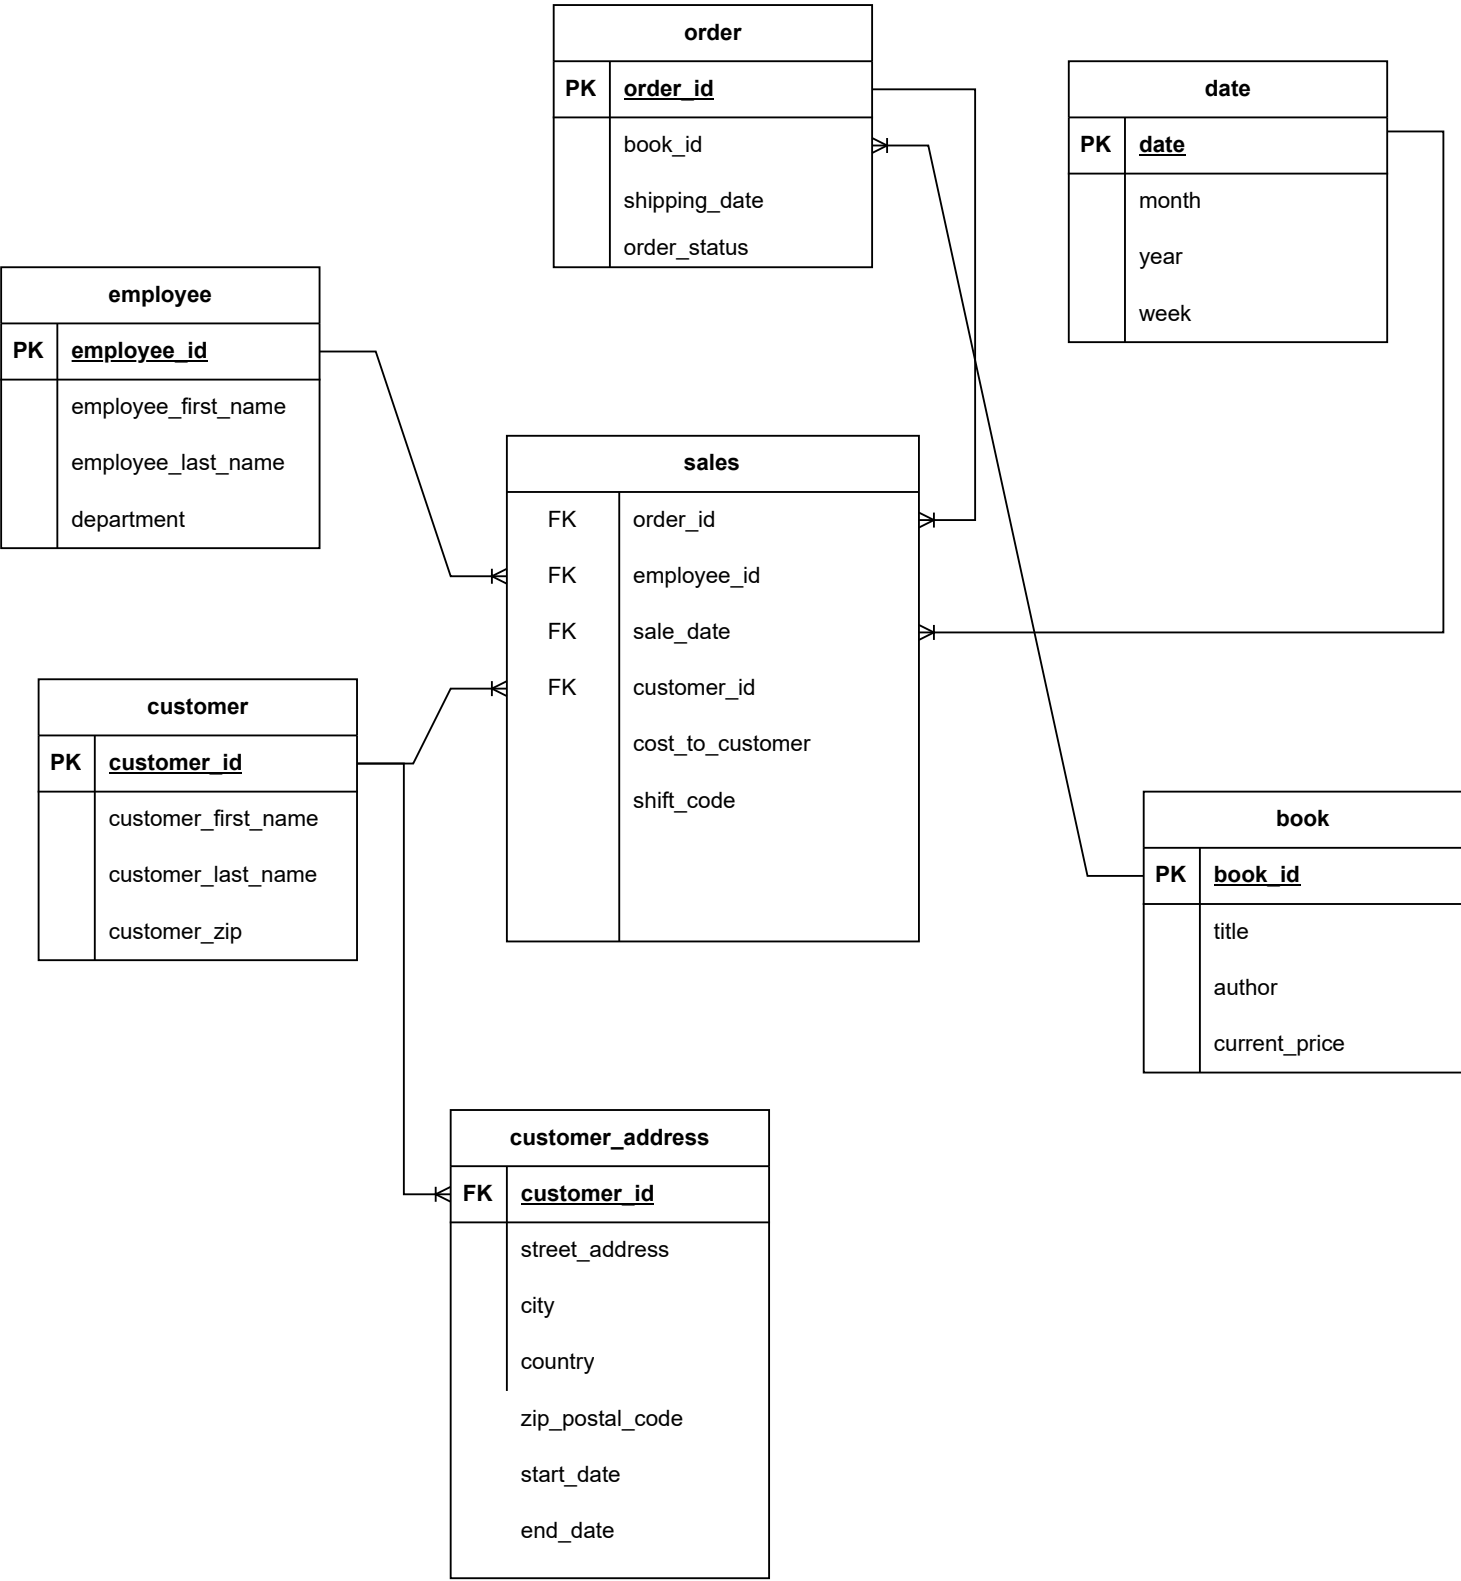 order
PK order_id
book_id
shipping_date
order_status
date
PK date
month
year
week
employee
PK employee_id
employee_first_name
employee_last_name
department
sales
FK order_id
FK employee_id
FK sale_date
FK customer_id
cost_to_customer
shift_code
customer
PK customer_id
customer_first_name
customer_last_name
customer_zip
book
PK book_id
title
author
current_price
customer_address
FK customer_id
street_address
city
country
zip_postal_code
start_date
end_date